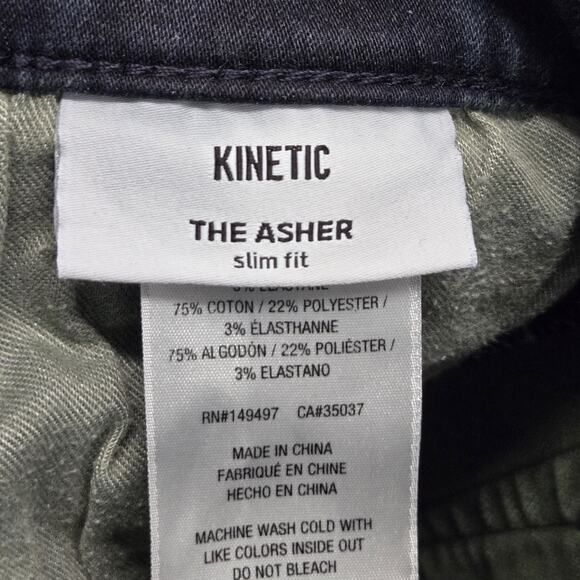 KINETIC
THE ASHER
slim fit
3% ELASTANE
75% COTON / 22% POLYESTER /
3% ÉLASTHANNE
75% ALGODÓN / 22% POLIÉSTER /
3% ELASTANO
RN#149497 CA#35037
MADE IN CHINA
FABRIQUÉ EN CHINE
HECHO EN CHINA
MACHINE WASH COLD WITH
LIKE COLORS INSIDE OUT
DO NOT BLEACH